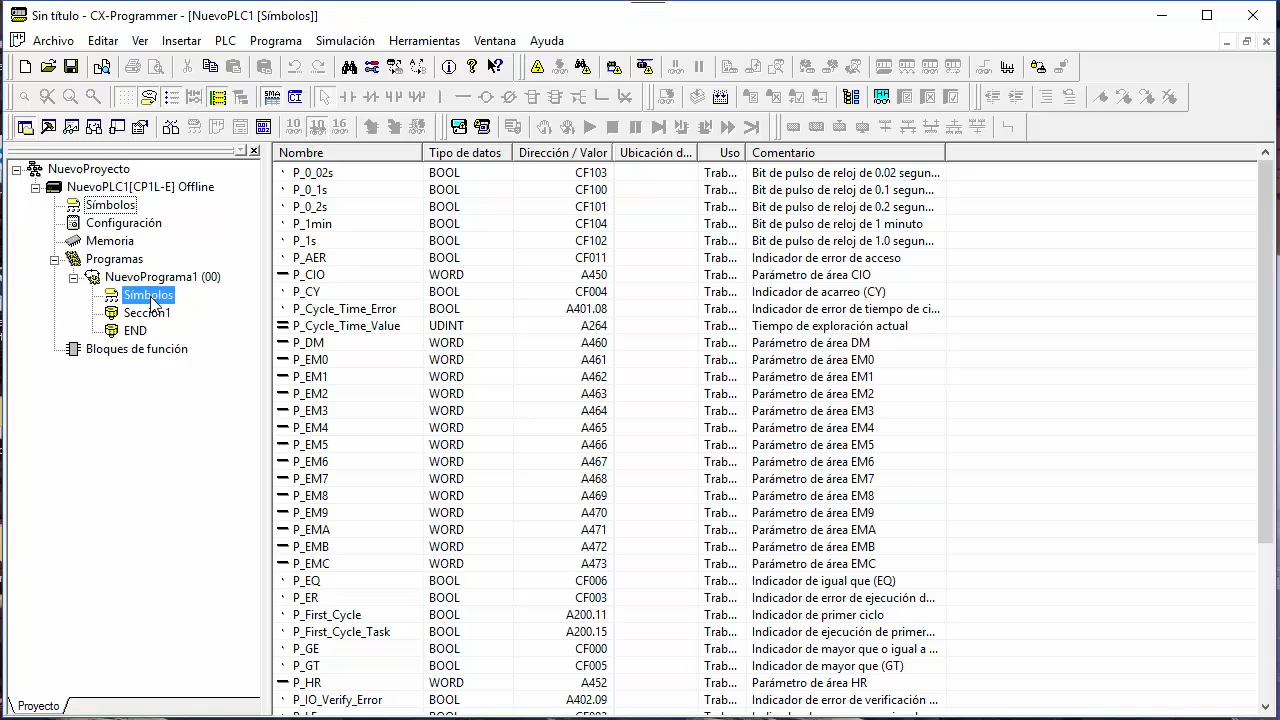 Sin título - CX-Programmer - [NuevoPLC1 [Símbolos]]
Archivo Editar Ver Insertar PLC Programa Simulación Herramientas Ventana Ayuda
10 10 16
NuevoProyecto
NuevoPLC1[CP1L-E] Offline
Símbolos
Configuración
Memoria
Programas
NuevoPrograma1 (00)
Símbolos
Sección1
END
Bloques de función
Proyecto
Nombre Tipo de datos Dirección / Valor Ubicación d... Uso Comentario
P_0_02s BOOL CF103 Trab... Bit de pulso de reloj de 0.02 segun...
P_0_1s BOOL CF100 Trab... Bit de pulso de reloj de 0.1 segun...
P_0_2s BOOL CF101 Trab... Bit de pulso de reloj de 0.2 segun...
P_1min BOOL CF104 Trab... Bit de pulso de reloj de 1 minuto
P_1s BOOL CF102 Trab... Bit de pulso de reloj de 1.0 segun...
P_AER BOOL CF011 Trab... Indicador de error de acceso
P_CIO WORD A450 Trab... Parámetro de área CIO
P_CY BOOL CF004 Trab... Indicador de acarreo (CY)
P_Cycle_Time_Error BOOL A401.08 Trab... Indicador de error de tiempo de ci...
P_Cycle_Time_Value UDINT A264 Trab... Tiempo de exploración actual
P_DM WORD A460 Trab... Parámetro de área DM
P_EM0 WORD A461 Trab... Parámetro de área EM0
P_EM1 WORD A462 Trab... Parámetro de área EM1
P_EM2 WORD A463 Trab... Parámetro de área EM2
P_EM3 WORD A464 Trab... Parámetro de área EM3
P_EM4 WORD A465 Trab... Parámetro de área EM4
P_EM5 WORD A466 Trab... Parámetro de área EM5
P_EM6 WORD A467 Trab... Parámetro de área EM6
P_EM7 WORD A468 Trab... Parámetro de área EM7
P_EM8 WORD A469 Trab... Parámetro de área EM8
P_EM9 WORD A470 Trab... Parámetro de área EM9
P_EMA WORD A471 Trab... Parámetro de área EMA
P_EMB WORD A472 Trab... Parámetro de área EMB
P_EMC WORD A473 Trab... Parámetro de área EMC
P_EQ BOOL CF006 Trab... Indicador de igual que (EQ)
P_ER BOOL CF003 Trab... Indicador de error de ejecución d...
P_First_Cycle BOOL A200.11 Trab... Indicador de primer ciclo
P_First_Cycle_Task BOOL A200.15 Trab... Indicador de ejecución de primer...
P_GE BOOL CF000 Trab... Indicador de mayor que o igual a ...
P_GT BOOL CF005 Trab... Indicador de mayor que (GT)
P_HR WORD A452 Trab... Parámetro de área HR
P_IO_Verify_Error BOOL A402.09 Trab... Indicador de error de verificación ...